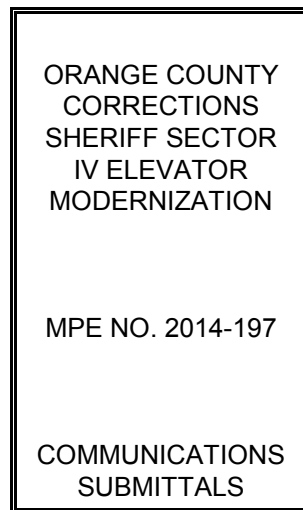 ORANGE COUNTY
CORRECTIONS
SHERIFF SECTOR
IV ELEVATOR
MODERNIZATION
MPE NO. 2014-197
COMMUNICATIONS
SUBMITTALS